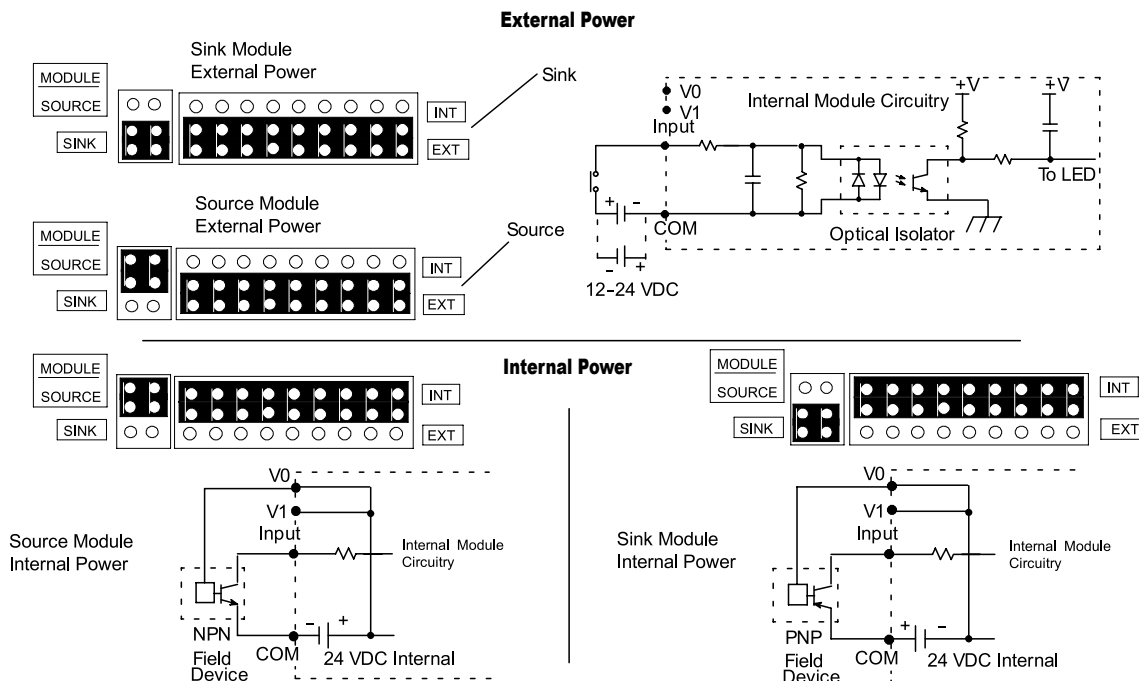 External Power
Sink Module
External Power
MODULE
SOURCE
SINK
INT
EXT
Sink
Source Module
External Power
MODULE
SOURCE
SINK
INT
EXT
Source
V0
V1
Input
Internal Module Circuitry
+V
+V
To LED
+ -
COM
Optical Isolator
- +
12-24 VDC
Internal Power
MODULE
SOURCE
SINK
INT
EXT
V0
V1
Input
Source Module
Internal Power
Internal Module
Circuitry
NPN
Field
Device
COM
- +
24 VDC Internal
MODULE
SOURCE
SINK
INT
EXT
V0
V1
Input
Sink Module
Internal Power
Internal Module
Circuitry
PNP
Field
Device
COM
+ -
24 VDC Internal